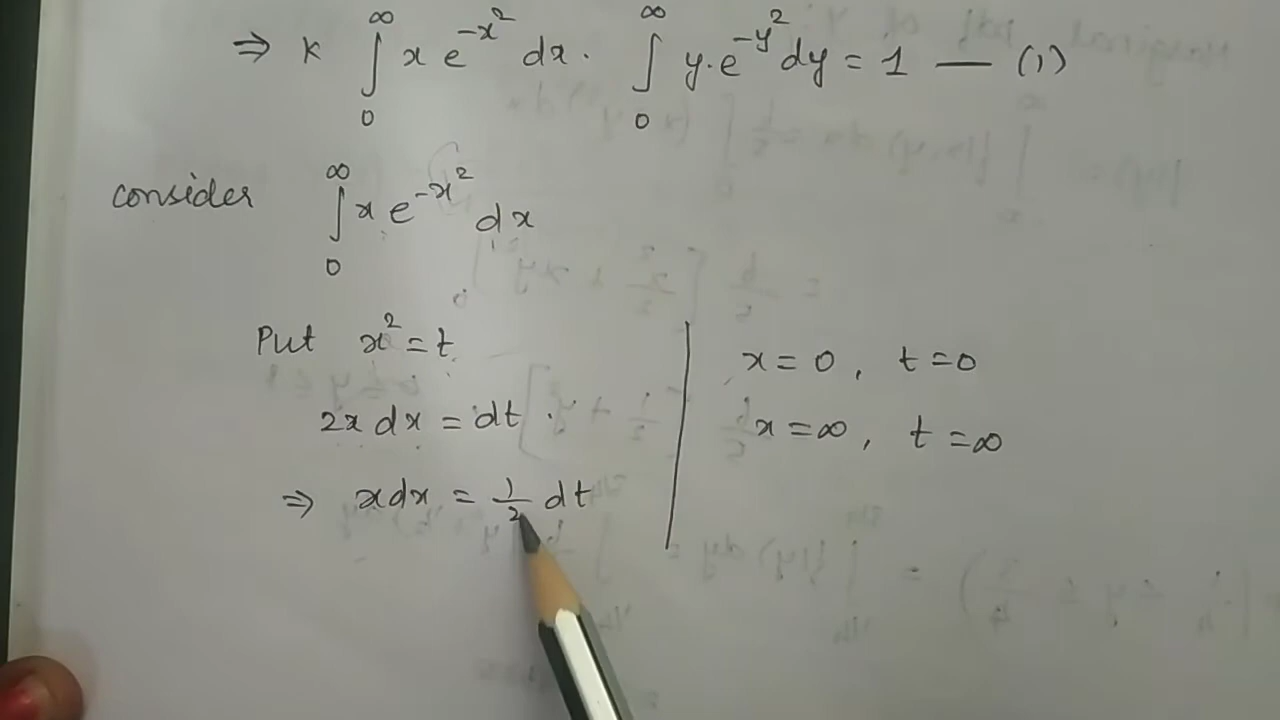 ⇒ K ∫₀^∞ x e^{-x²} dx · ∫₀^∞ y·e^{-y²} dy = 1 — (1)
consider ∫₀^∞ x e^{-x²} dx
Put x² = t
2x dx = dt
⇒ x dx = 1/2 dt
x = 0, t = 0
x = ∞, t = ∞